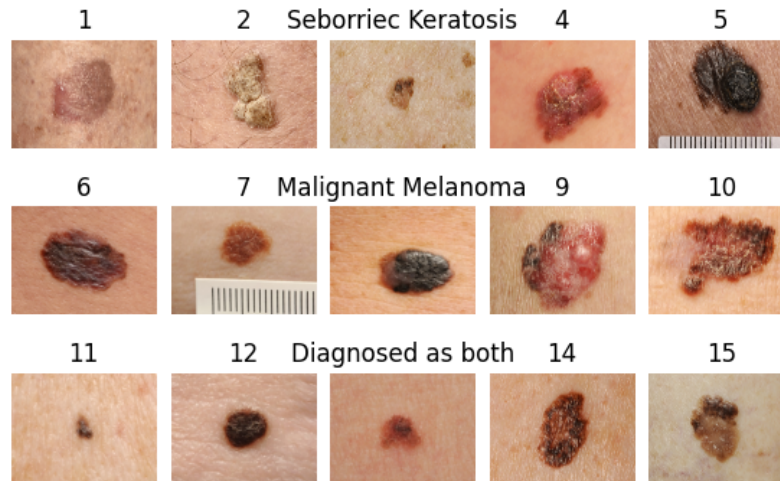 1 2 Seborriec Keratosis 4 5
6 7 Malignant Melanoma 9 10
11 12 Diagnosed as both 14 15